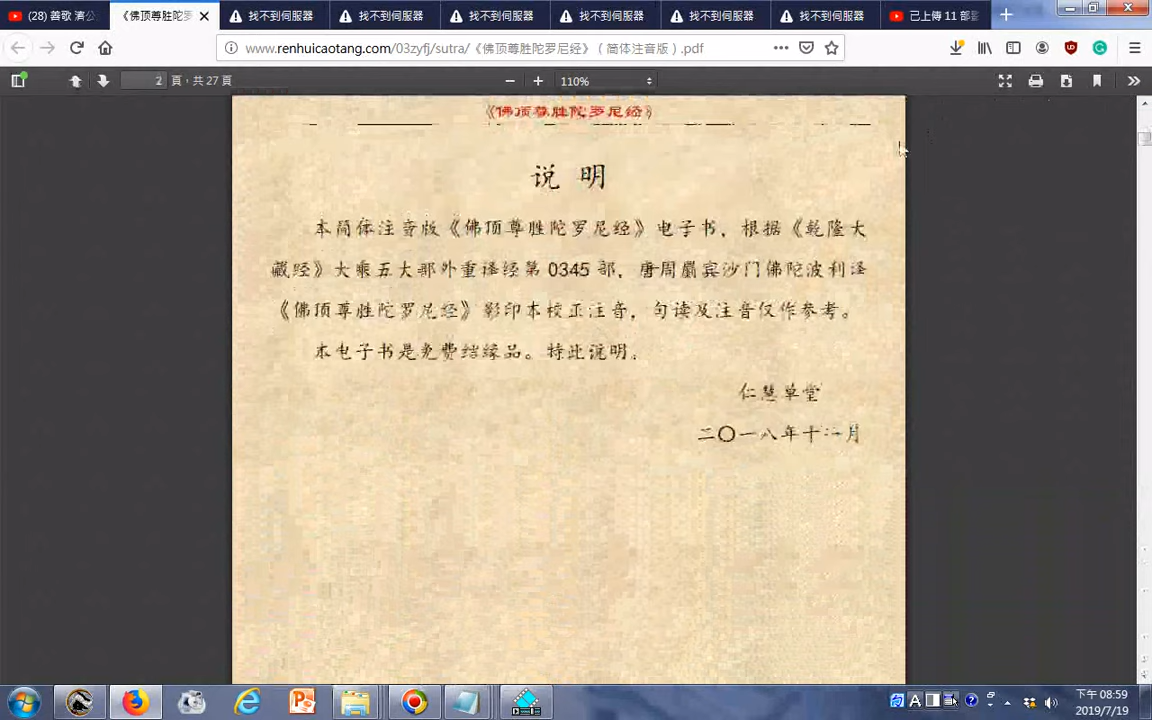 (28) 善歌 濟公
《佛顶尊胜陀罗
找不到伺服器
找不到伺服器
找不到伺服器
找不到伺服器
找不到伺服器
找不到伺服器
已上傳 11 部
www.renhuicaotang.com/03zyfj/sutra/《佛顶尊胜陀罗尼经》（简体注音版）.pdf
2 頁，共 27 頁
110%
《佛顶尊胜陀罗尼经》
说 明
本简体注音版《佛顶尊胜陀罗尼经》电子书，根据《乾隆大
藏经》大乘五大部外重译经第 0345 部，唐周罽宾沙门佛陀波利译
《佛顶尊胜陀罗尼经》影印本校正注音，句读及注音仅作参考。
本电子书是免费结缘品。特此说明。
仁慧草堂
二〇一八年十二月
下午 08:59
2019/7/19